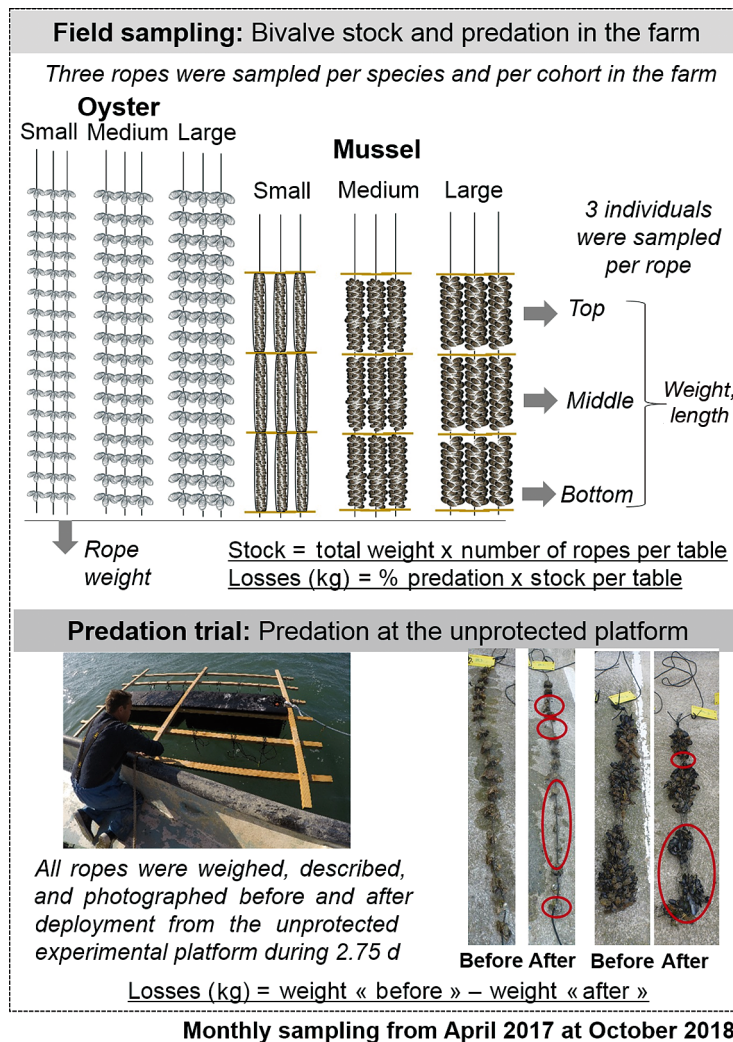 Field sampling: Bivalve stock and predation in the farm
Three ropes were sampled per species and per cohort in the farm
Oyster
Small Medium Large
Mussel
Small Medium Large
3 individuals
were sampled
per rope
Top
Middle
Bottom
Weight,
length
Rope
weight
Stock = total weight x number of ropes per table
Losses (kg) = % predation x stock per table
Predation trial: Predation at the unprotected platform
All ropes were weighed, described,
and photographed before and after
deployment from the unprotected
experimental platform during 2.75 d
Before After Before After
Losses (kg) = weight « before » – weight « after »
Monthly sampling from April 2017 at October 2018